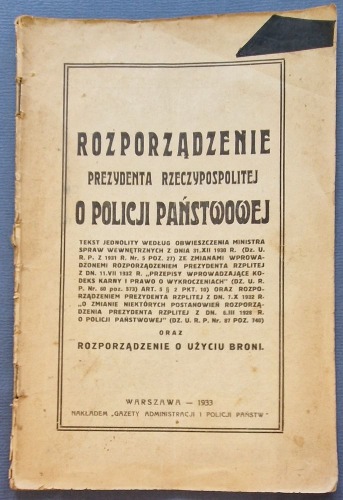 ROZPORZĄDZENIE
PREZYDENTA RZECZYPOSPOLITEJ
O POLICJI PAŃSTWOWEJ
TEKST JEDNOLITY WEDŁUG OBWIESZCZENIA MINISTRA
SPRAW WEWNĘTRZNYCH Z DNIA 31.XII 1930 R. (DZ. U.
R. P. Z 1931 R. Nr. 5 POZ. 27) ZE ZMIANAMI WPROWA-
DZONEMI ROZPORZĄDZENIEM PREZYDENTA RZPLITEJ
Z DN. 11.VII 1932 R. „PRZEPISY WPROWADZAJĄCE KO-
DEKS KARNY I PRAWO O WYKROCZENIACH" (DZ. U. R.
P. Nr. 60 poz. 573) ART. 5 § 2 PKT. 10) ORAZ ROZPO-
RZĄDZENIEM PREZYDENTA RZPLITEJ Z DN. 7.X 1932 R.
„O ZMIANIE NIEKTÓRYCH POSTANOWIEŃ ROZPORZĄ-
DZENIA PREZYDENTA RZPLITEJ Z DN. 6.III 1928 R.
O POLICJI PAŃSTWOWEJ" (DZ. U. R. P. Nr. 87 POZ. 740)
ORAZ
ROZPORZĄDZENIE O UŻYCIU BRONI.
WARSZAWA — 1933
NAKŁADEM „GAZETY ADMINISTRACJI I POLICJI PAŃSTW."